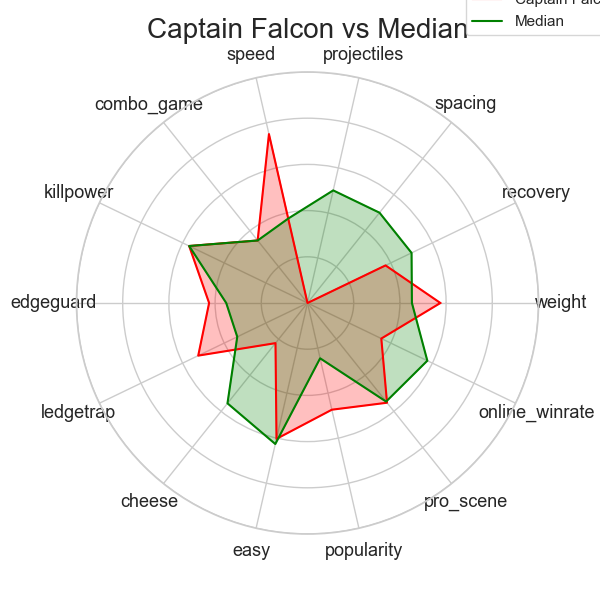 Captain Falcon vs Median
Captain
Median
speed
projectiles
combo_game
spacing
killpower
recovery
edgeguard
weight
ledgetrap
online_winrate
cheese
pro_scene
easy
popularity